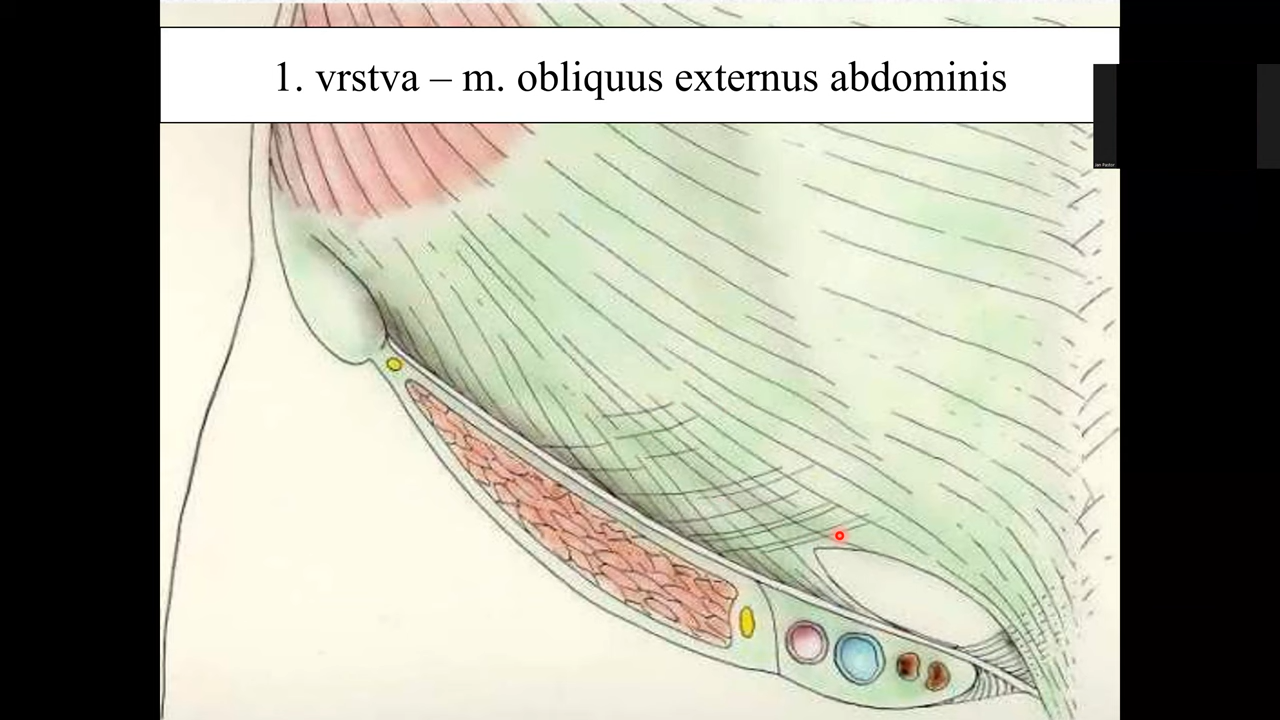 1. vrstva – m. obliquus externus abdominis